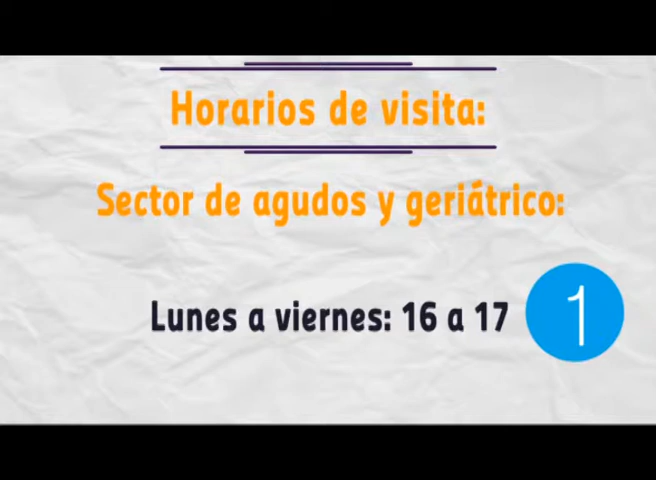 Horarios de visita:
Sector de agudos y geriátrico:
Lunes a viernes: 16 a 17
1